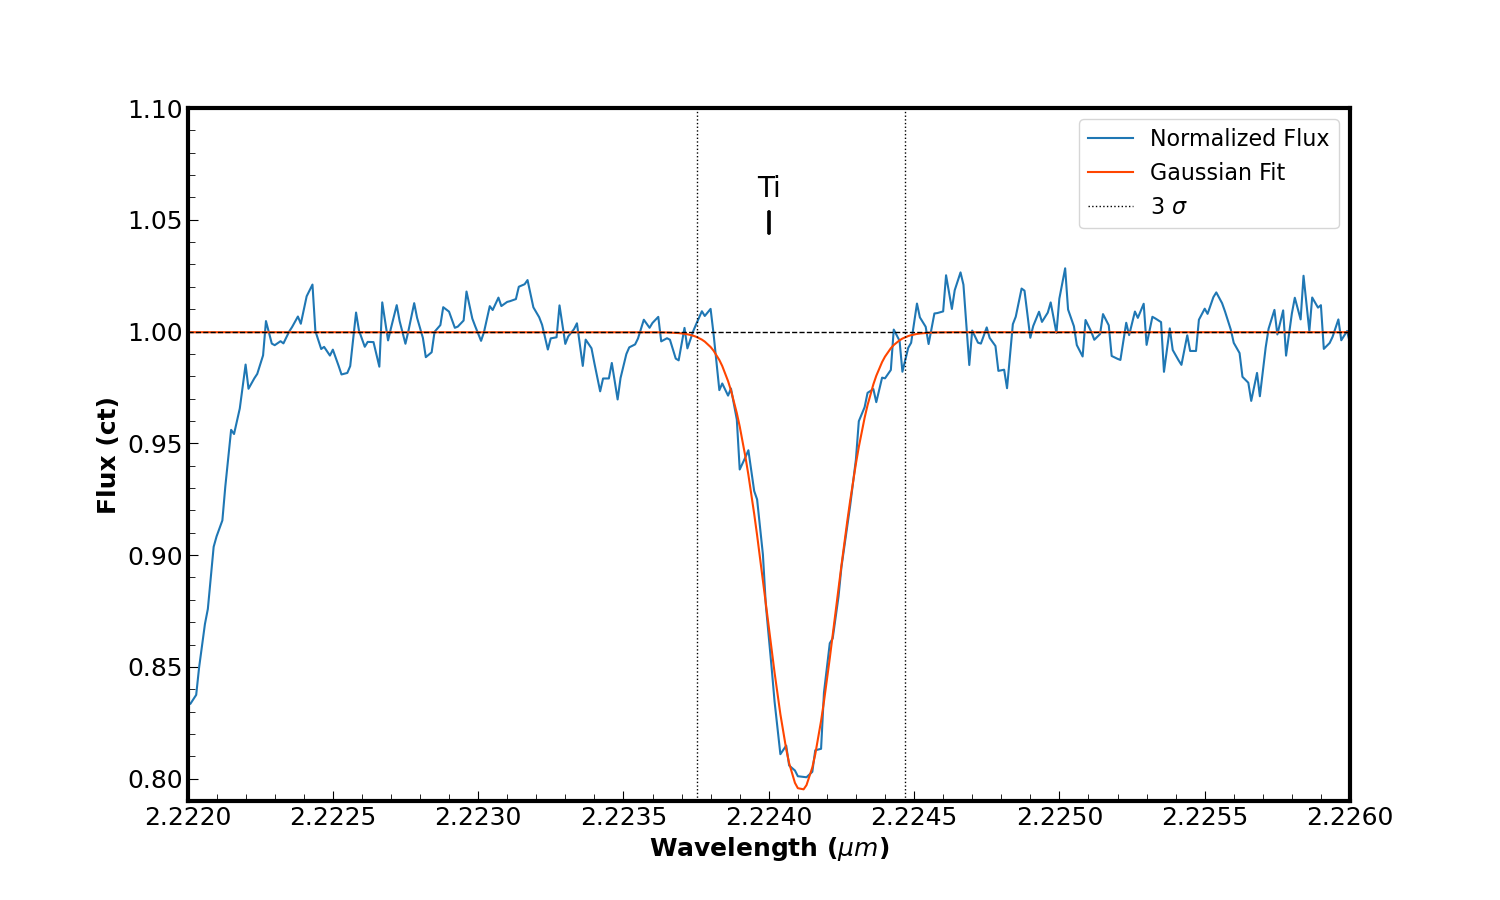 1.10
1.05
1.00
0.95
0.90
0.85
0.80
Flux (ct)
Ti
Normalized Flux
Gaussian Fit
3 σ
2.2220 2.2225 2.2230 2.2235 2.2240 2.2245 2.2250 2.2255 2.2260
Wavelength (μm)